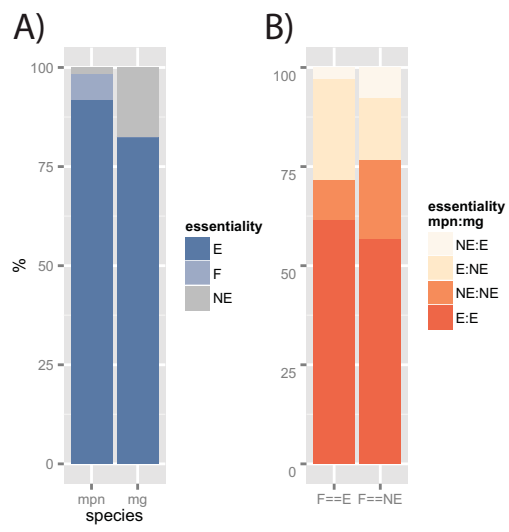 A)
100
75
50
25
0
%
mpn mg
species
essentiality
E
F
NE
B)
100
75
50
25
0
F==E F==NE
essentiality
mpn:mg
NE:E
E:NE
NE:NE
E:E